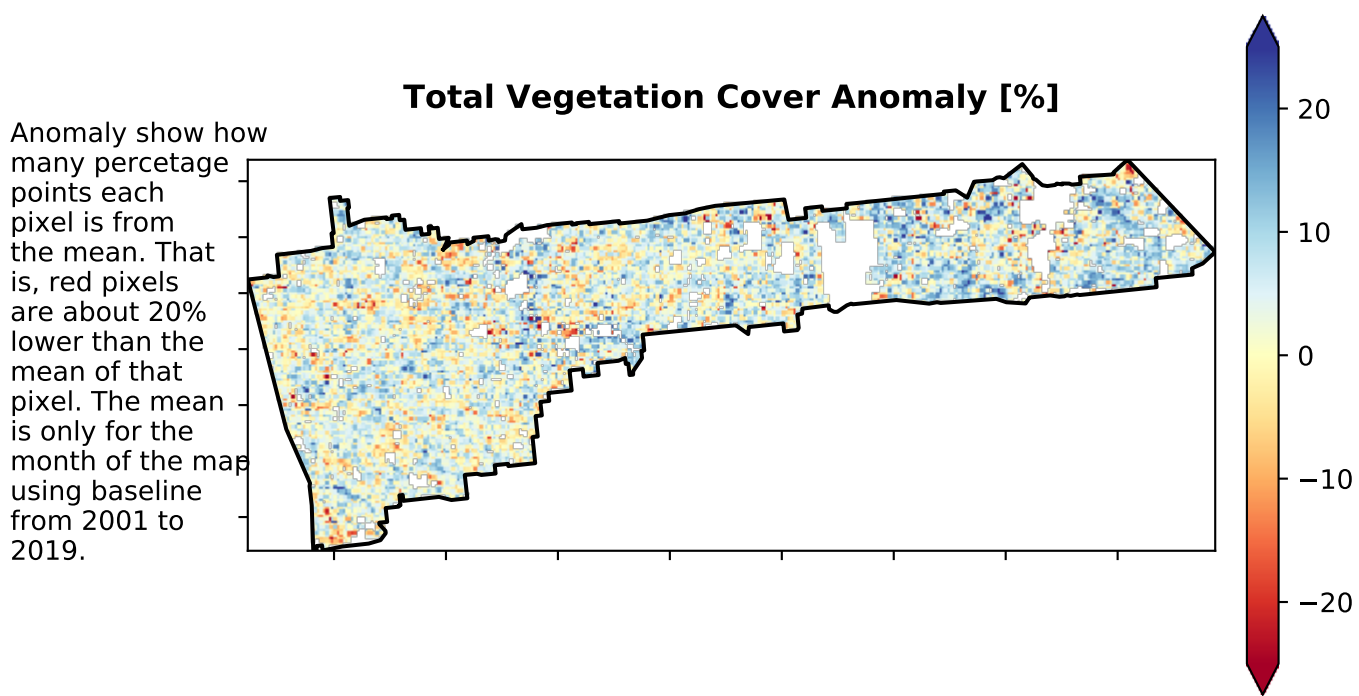 Total Vegetation Cover Anomaly [%]
Anomaly show how
many percetage
points each
pixel is from
the mean. That
is, red pixels
are about 20%
lower than the
mean of that
pixel. The mean
is only for the
month of the map
using baseline
from 2001 to
2019.
20
10
0
−10
−20